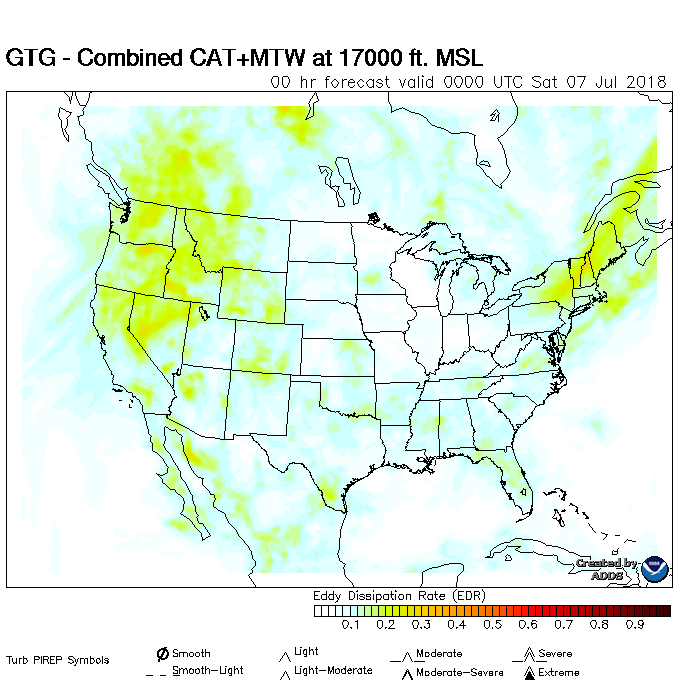 GTG - Combined CAT+MTW at 17000 ft. MSL
00 hr forecast valid 0000 UTC Sat 07 Jul 2018
Created by
ADDS
Eddy Dissipation Rate (EDR)
0.1 0.2 0.3 0.4 0.5 0.6 0.7 0.8 0.9
Turb PIREP Symbols
Smooth Light Moderate Severe
Smooth-Light Light-Moderate Moderate-Severe Extreme